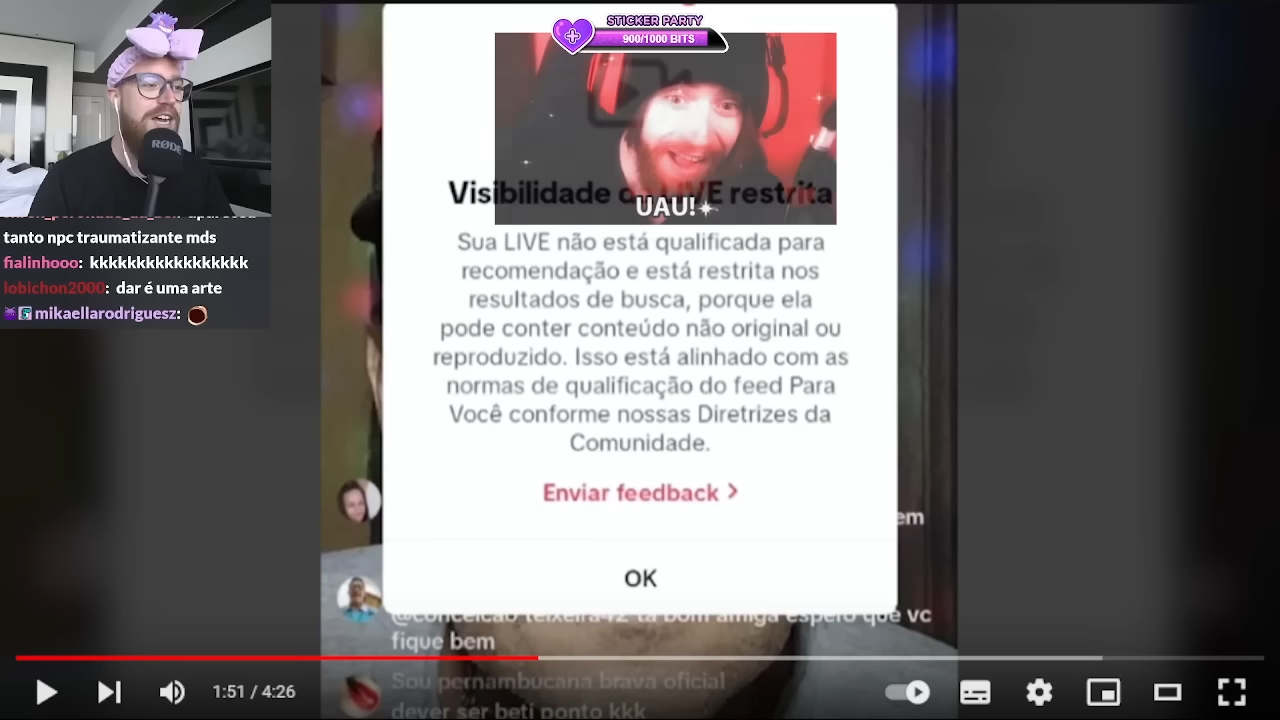 STICKER PARTY
900/1000 BITS
RØDE
UAU!
tanto npc traumatizante mds
fialinhooo: kkkkkkkkkkkkkkkkk
lobichon2000: dar é uma arte
mikaellarodriguesz:
Visibilidade LIVE restrita
Sua LIVE não está qualificada para
recomendação e está restrita nos
resultados de busca, porque ela
pode conter conteúdo não original ou
reproduzido. Isso está alinhado com as
normas de qualificação do feed Para
Você conforme nossas Diretrizes da
Comunidade.
Enviar feedback >
em
OK
@conceicao teixeira42 ta bom amiga espero que vc
fique bem
Sou pernambucana brava oficial
dever ser beti ponto kkk
1:51 / 4:26